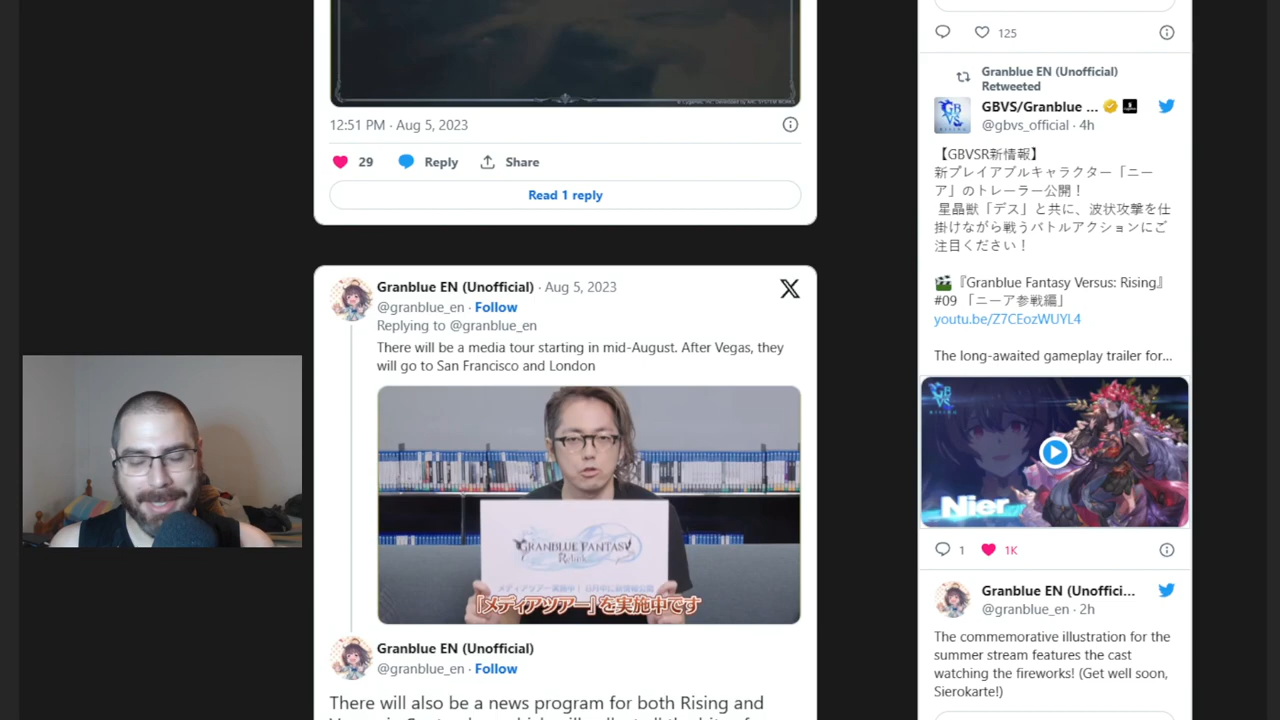 12:51 PM · Aug 5, 2023
29
Reply
Share
Read 1 reply
Granblue EN (Unofficial) · Aug 5, 2023
@granblue_en · Follow
Replying to @granblue_en
There will be a media tour starting in mid-August. After Vegas, they
will go to San Francisco and London
GRANBLUE FANTASY
Relink
「メディアツアー」を実施中です
Granblue EN (Unofficial)
@granblue_en · Follow
There will also be a news program for both Rising and
125
Granblue EN (Unofficial)
Retweeted
GBVS/Granblue ...
@gbvs_official · 4h
【GBVSR新情報】
新プレイアブルキャラクター「ニー
ア」のトレーラー公開！
星晶獣「デス」と共に、波状攻撃を仕
掛けながら戦うバトルアクションにご
注目ください！
『Granblue Fantasy Versus: Rising』
#09 「ニーア参戦編」
youtu.be/Z7CEozWUYL4
The long-awaited gameplay trailer for...
GBVS
RISING
Nier
1
1K
Granblue EN (Unoffici...
@granblue_en · 2h
The commemorative illustration for the
summer stream features the cast
watching the fireworks! (Get well soon,
Sierokarte!)